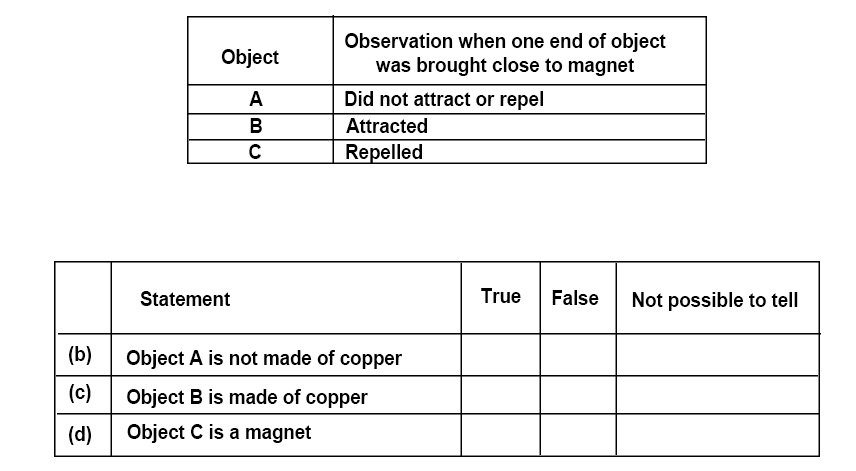 Object
Observation when one end of object
was brought close to magnet
A Did not attract or repel
B Attracted
C Repelled
Statement True False Not possible to tell
(b) Object A is not made of copper
(c) Object B is made of copper
(d) Object C is a magnet